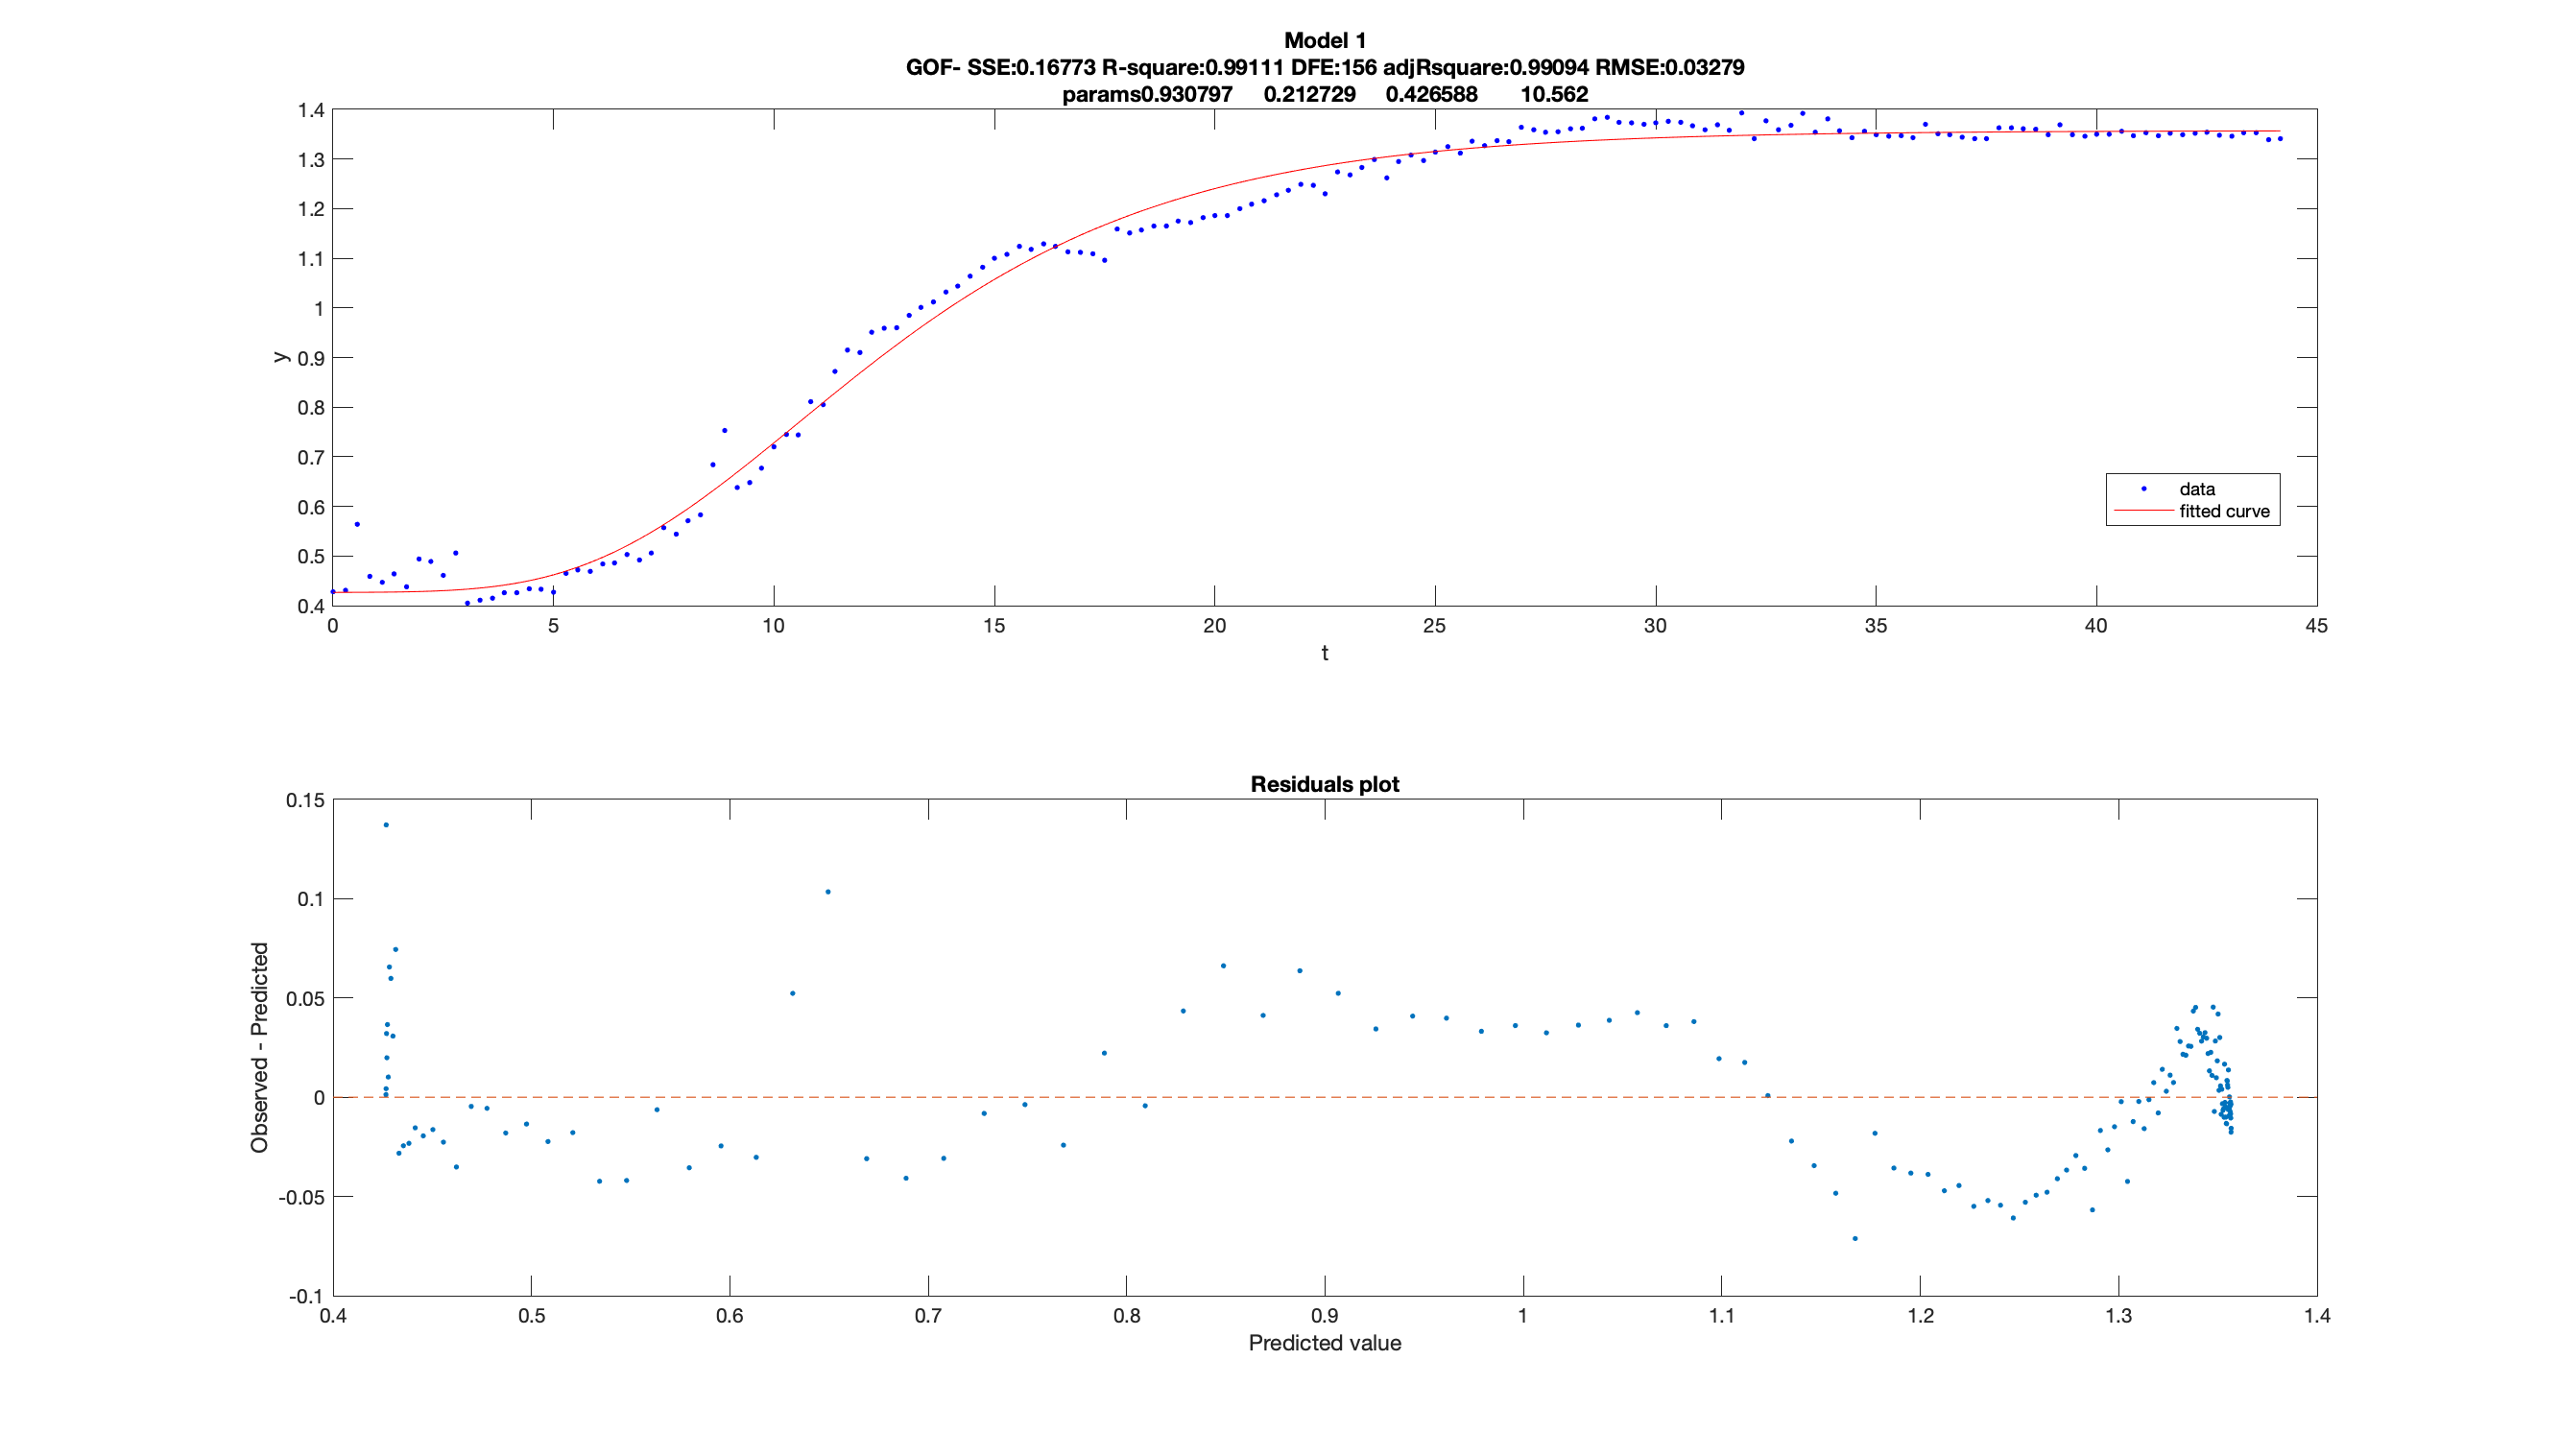 Model 1
GOF- SSE:0.16773 R-square:0.99111 DFE:156 adjRsquare:0.99094 RMSE:0.03279
params0.930797 0.212729 0.426588 10.562
1.4
1.3
1.2
1.1
1
0.9
0.8
0.7
0.6
0.5
0.4
y
0 5 10 15 20 25 30 35 40 45
t
data
fitted curve
Residuals plot
0.15
0.1
0.05
0
-0.05
-0.1
Observed - Predicted
0.4 0.5 0.6 0.7 0.8 0.9 1 1.1 1.2 1.3 1.4
Predicted value